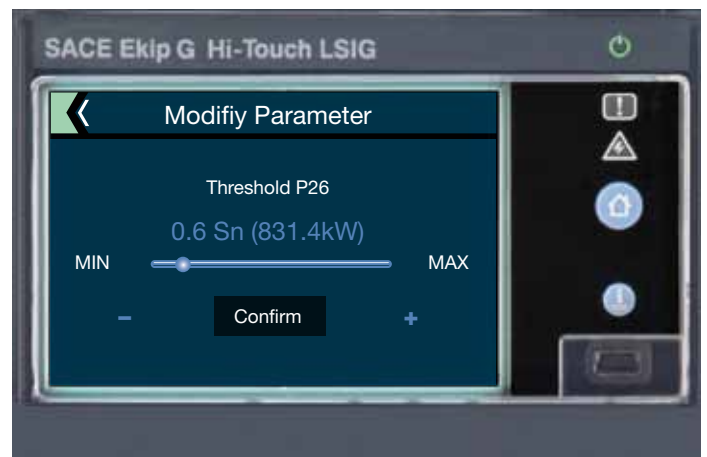 SACE Ekip G Hi-Touch LSIG
Modifiy Parameter
Threshold P26
0.6 Sn (831.4kW)
MIN MAX
- Confirm +